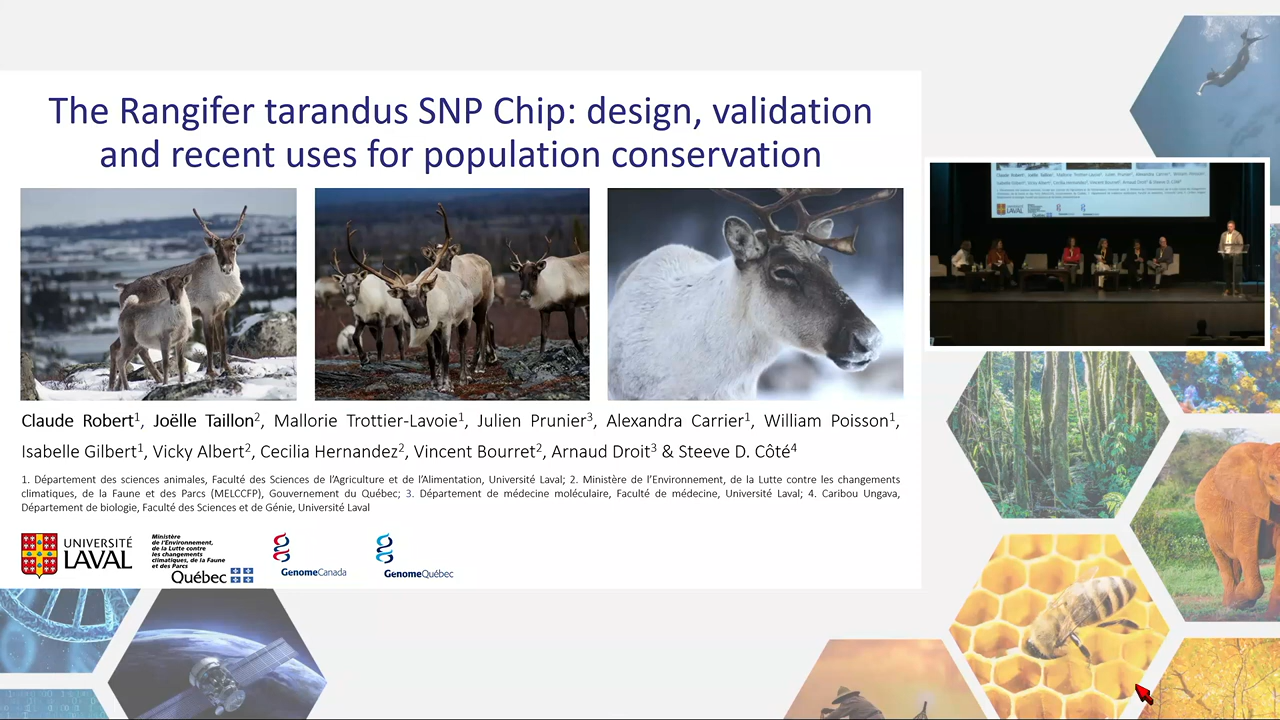 The Rangifer tarandus SNP Chip: design, validation
and recent uses for population conservation
Claude Robert1, Joëlle Taillon2, Mallorie Trottier-Lavoie1, Julien Prunier3, Alexandra Carrier1, William Poisson1,
Isabelle Gilbert1, Vicky Albert2, Cecilia Hernandez2, Vincent Bourret2, Arnaud Droit3 & Steeve D. Côté4
1. Département des sciences animales, Faculté des Sciences de l'Agriculture et de l'Alimentation, Université Laval; 2. Ministère de l'Environnement, de la Lutte contre les changements
climatiques, de la Faune et des Parcs (MELCCFP), Gouvernement du Québec; 3. Département de médecine moléculaire, Faculté de médecine, Université Laval; 4. Caribou Ungava,
Département de biologie, Faculté des Sciences et de Génie, Université Laval
UNIVERSITÉ
LAVAL
Ministère
de l'Environnement,
de la Lutte contre
les changements
climatiques, de la Faune
et des Parcs
Québec
GenomeCanada
GenomeQuébec